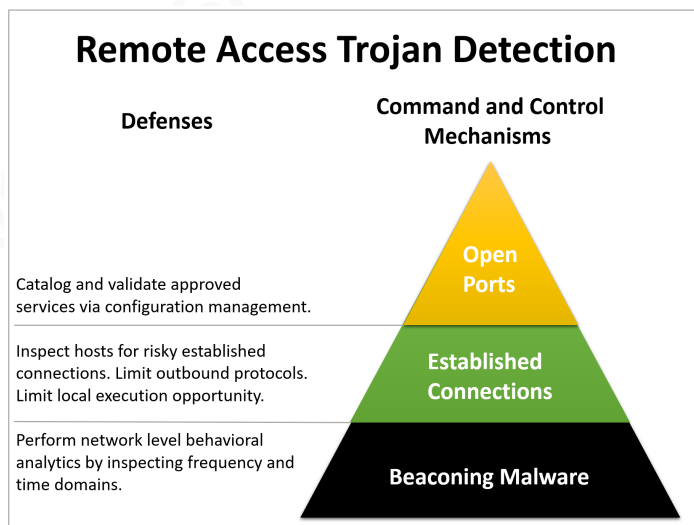 Remote Access Trojan Detection
Defenses
Command and Control
Mechanisms
Open
Ports
Catalog and validate approved
services via configuration management.
Established
Connections
Inspect hosts for risky established
connections. Limit outbound protocols.
Limit local execution opportunity.
Beaconing Malware
Perform network level behavioral
analytics by inspecting frequency and
time domains.